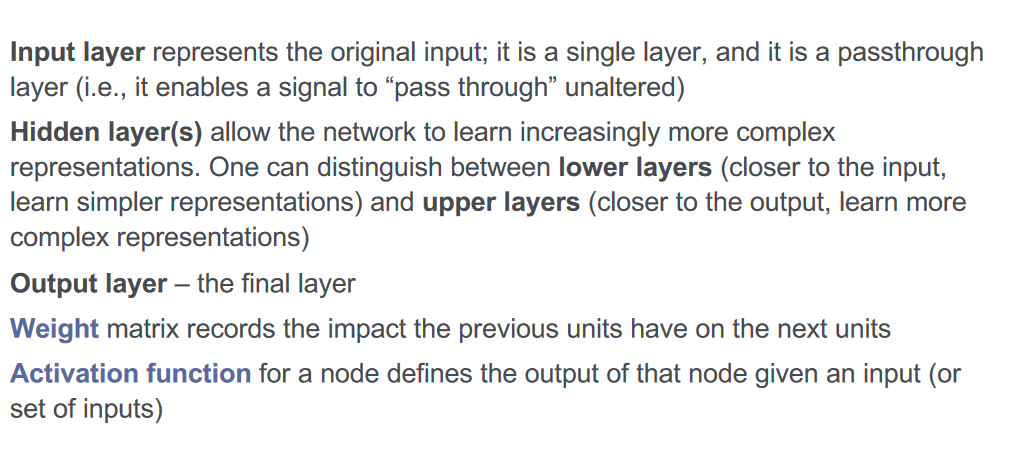 Input layer represents the original input; it is a single layer, and it is a passthrough
layer (i.e., it enables a signal to “pass through” unaltered)
Hidden layer(s) allow the network to learn increasingly more complex
representations. One can distinguish between lower layers (closer to the input,
learn simpler representations) and upper layers (closer to the output, learn more
complex representations)
Output layer – the final layer
Weight matrix records the impact the previous units have on the next units
Activation function for a node defines the output of that node given an input (or
set of inputs)